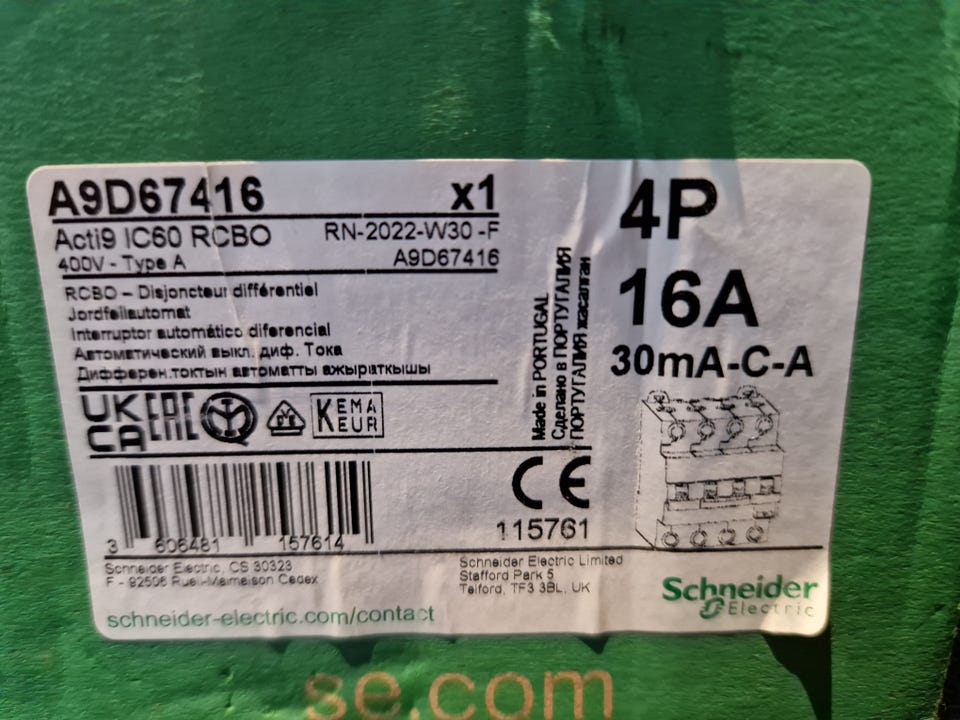 A9D67416 x1
Acti9 IC60 RCBO RN-2022-W30-F
400V - Type A A9D67416
RCBO – Disjoncteur différentiel
Jordfeilautomat
Interruptor automático diferencial
Автоматический выкл. диф. Тока
Дифферен.токтын автоматты ажыраткышы
UK
CA
EAC
KEMA
KEUR
Made in PORTUGAL
Сделано в ПОРТУГАЛИЯ
ПОРТУГАЛИЯ жасалған
4P
16A
30mA-C-A
CE
115761
3 606481 157614
Schneider Electric, CS 30323
F - 92506 Rueil-Malmaison Cedex
Schneider Electric Limited
Stafford Park 5
Telford, TF3 3BL, UK
schneider-electric.com/contact
Schneider
Electric
se.com